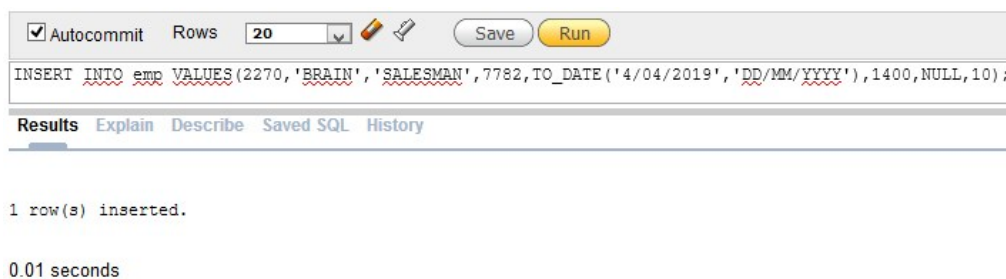 Autocommit Rows 20 Save Run
INSERT INTO emp VALUES(2270,'BRAIN','SALESMAN',7782,TO_DATE('4/04/2019','DD/MM/YYYY'),1400,NULL,10);
Results Explain Describe Saved SQL History
1 row(s) inserted.
0.01 seconds